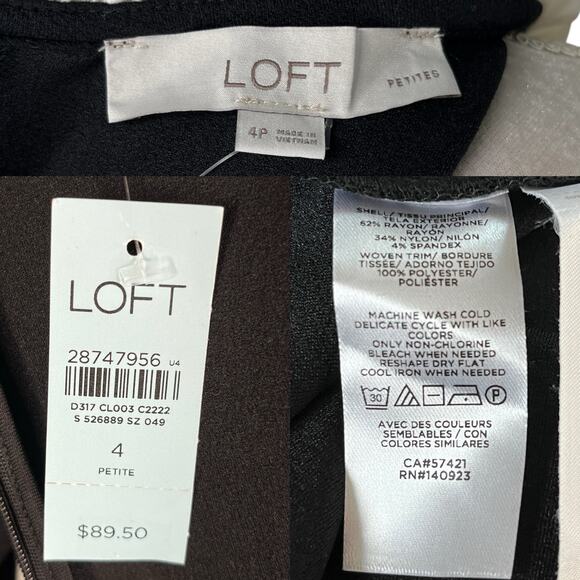 LOFT
PETITES
4P
MADE IN
VIETNAM
LOFT
28747956 U4
D317 CL003 C2222
S 526889 SZ 049
4
PETITE
$89.50
SHELL/TISSU PRINCIPAL/
TELA EXTERIOR
62% RAYON/RAYONNE/
RAYÓN
34% NYLON/NILÓN
4% SPANDEX
WOVEN TRIM/ BORDURE
TISSÉE/ ADORNO TEJIDO
100% POLYESTER/
POLIÉSTER
MACHINE WASH COLD
DELICATE CYCLE WITH LIKE
COLORS
ONLY NON-CHLORINE
BLEACH WHEN NEEDED
RESHAPE DRY FLAT
COOL IRON WHEN NEEDED
30
P
AVEC DES COULEURS
SEMBLABLES / CON
COLORES SIMILARES
CA#57421
RN#140923